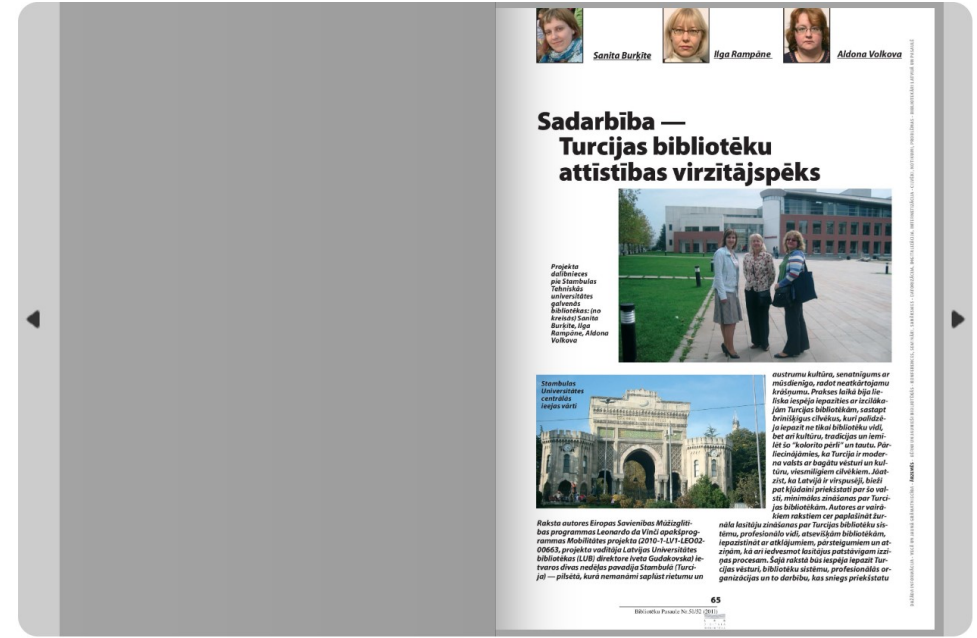 Sanita Burķīte
Ilga Rampāne
Aldona Volkova
Sadarbība —
Turcijas bibliotēku
attīstības virzītājspēks
Projekta
dalībnieces
pie Stambulas
Tehniskās
universitātes
galvenās
bibliotēkas: (no
kreisās) Sanita
Burķīte, Ilga
Rampāne, Aldona
Volkova
Stambulas
Universitātes
centrālās
ieejas vārti
Raksta autores Eiropas Savienības Mūžizglītī-
bas programmas Leonardo da Vinči apakšprog-
rammas Mobilitātes projekta (2010-1-LV1-LEO02-
00663, projekta vadītāja Latvijas Universitātes
bibliotēkas (LUB) direktore Iveta Gudakovska) ie-
tvaros divas nedēļas pavadīja Stambulā (Turci-
ja) — pilsētā, kurā nemanāmi saplūst rietumu un
austrumu kultūra, senatnīgums ar
mūsdienīgo, radot neatkārtojamu
krāšņumu. Prakses laikā bija lie-
liska iespēja iepazīties ar izcilāka-
jām Turcijas bibliotēkām, sastapt
brīnišķīgus cilvēkus, kuri palīdzē-
ja iepazīt ne tikai bibliotēku vidi,
bet arī kultūru, tradīcijas un iemī-
lēt šo "kolorīto pērli" un tautu. Pār-
liecinājāmies, ka Turcija ir moder-
na valsts ar bagātu vēsturi un kul-
tūru, viesmīlīgiem cilvēkiem. Jāat-
zīst, ka Latvijā ir virspusēji, bieži
pat kļūdaini priekšstati par šo val-
sti, minimālas zināšanas par Turci-
jas bibliotēkām. Autores ar vairā-
kiem rakstiem cer paplašināt žur-
nāla lasītāju zināšanas par Turcijas bibliotēku sis-
tēmu, profesionālo vidi, atsevišķām bibliotēkām,
iepazīstināt ar atklājumiem, pārsteigumiem un at-
ziņām, kā arī iedvesmot lasītājus patstāvīgam izzi-
ņas procesam. Šajā rakstā būs iespēja iepazīt Tur-
cijas vēsturi, bibliotēku sistēmu, profesionālās or-
ganizācijas un to darbību, kas sniegs priekšstatu
65
Bibliotēku Pasaule Nr.51/52 (2011)